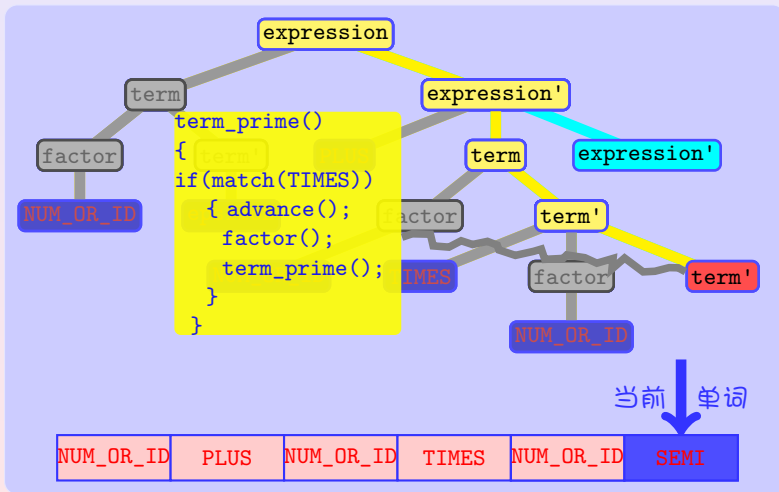 expression
term
expression'
term_prime()
{
if(match(TIMES))
{ advance();
factor();
term_prime();
}
}
factor
term'
term
expression'
NUM_OR_ID
factor
term'
TIMES
factor
term'
NUM_OR_ID
当前 单词
NUM_OR_ID PLUS NUM_OR_ID TIMES NUM_OR_ID SEMI